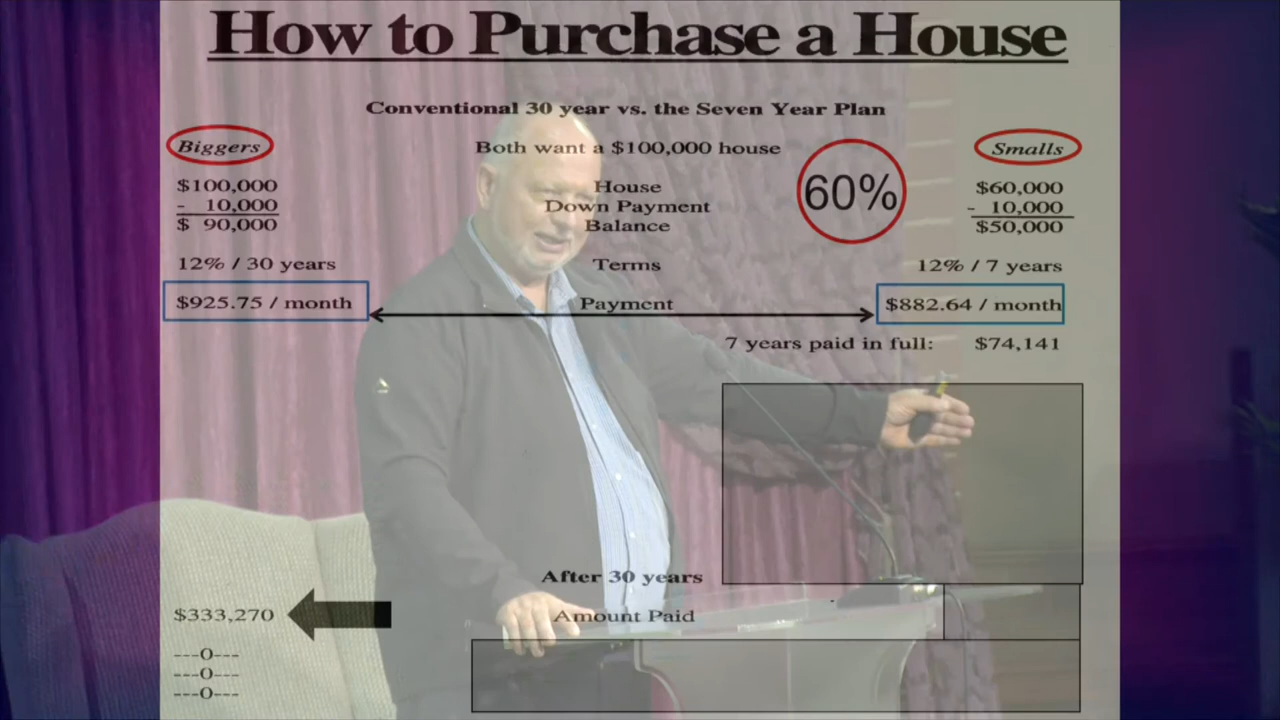 How to Purchase a House
Conventional 30 year vs. the Seven Year Plan
Biggers Both want a $100,000 house 60% Smalls
$100,000 House $60,000
- 10,000 Down Payment - 10,000
$ 90,000 Balance $50,000
12% / 30 years Terms 12% / 7 years
$925.75 / month Payment $882.64 / month
7 years paid in full: $74,141
After 30 years
$333,270 Amount Paid
---0---
---0---
---0---